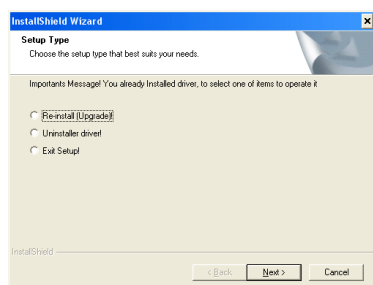 InstallShield Wizard
Setup Type
Choose the setup type that best suits your needs.
Importants Message! You already Installed driver, to select one of items to operate it
Re-install (Upgrade)!
Uninstaller driver!
Exit Setup!
InstallShield
< Back
Next >
Cancel